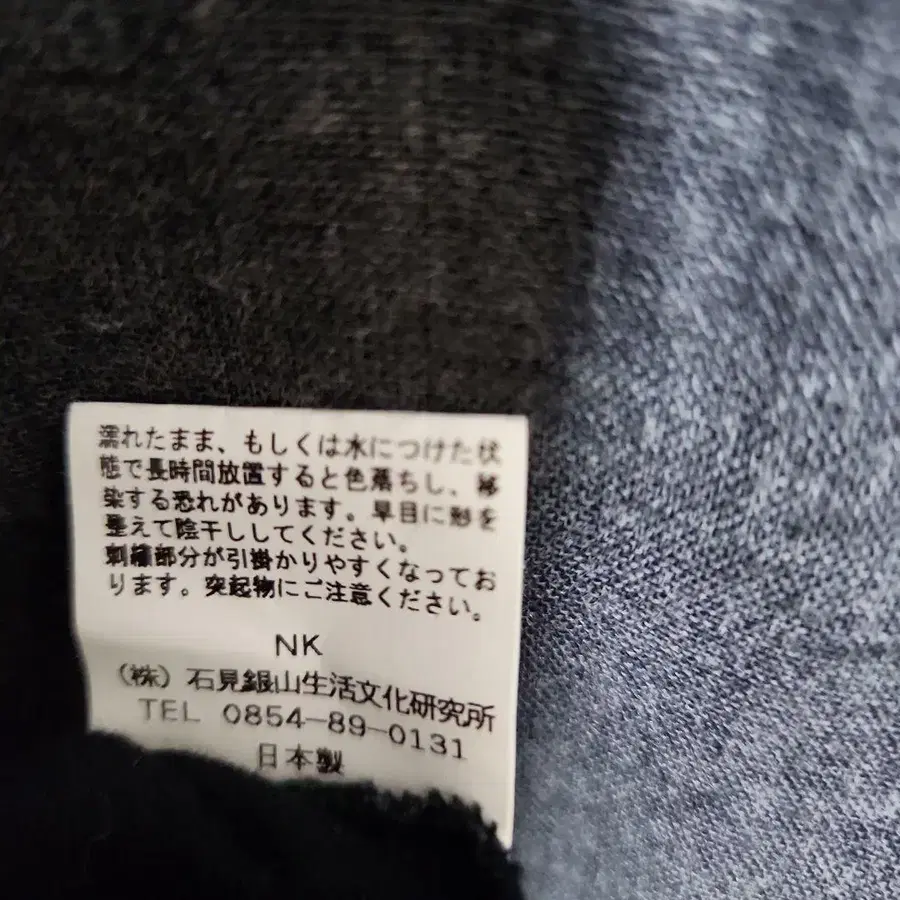 濡れたまま、もしくは水につけた状
態で長時間放置すると色落ちし、移
染する恐れがあります。早目に形を
整えて陰干ししてください。
刺繍部分が引掛かりやすくなってお
ります。突起物にご注意ください。
NK
（株）石見銀山生活文化研究所
TEL 0854-89-0131
日本製